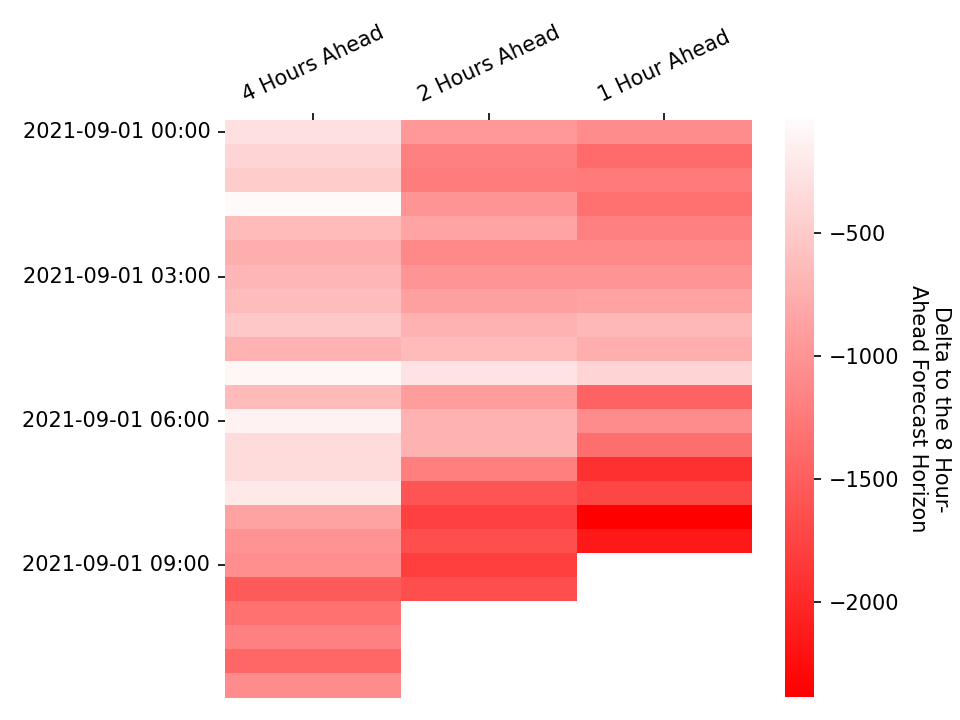 4 Hours Ahead
2 Hours Ahead
1 Hour Ahead
2021-09-01 00:00
2021-09-01 03:00
2021-09-01 06:00
2021-09-01 09:00
−500
−1000
−1500
−2000
Delta to the 8 Hour-
Ahead Forecast Horizon